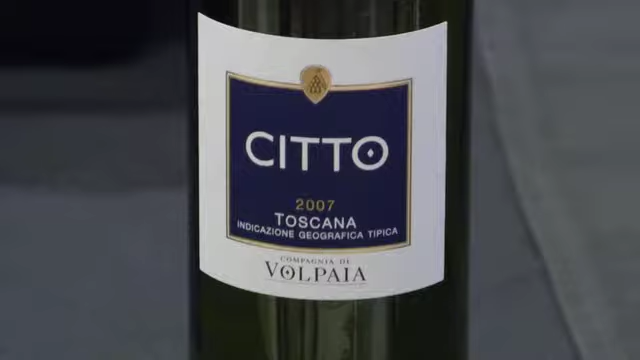 CITTO
2007
TOSCANA
INDICAZIONE GEOGRAFICA TIPICA
COMPAGNIA DI
VOLPAIA